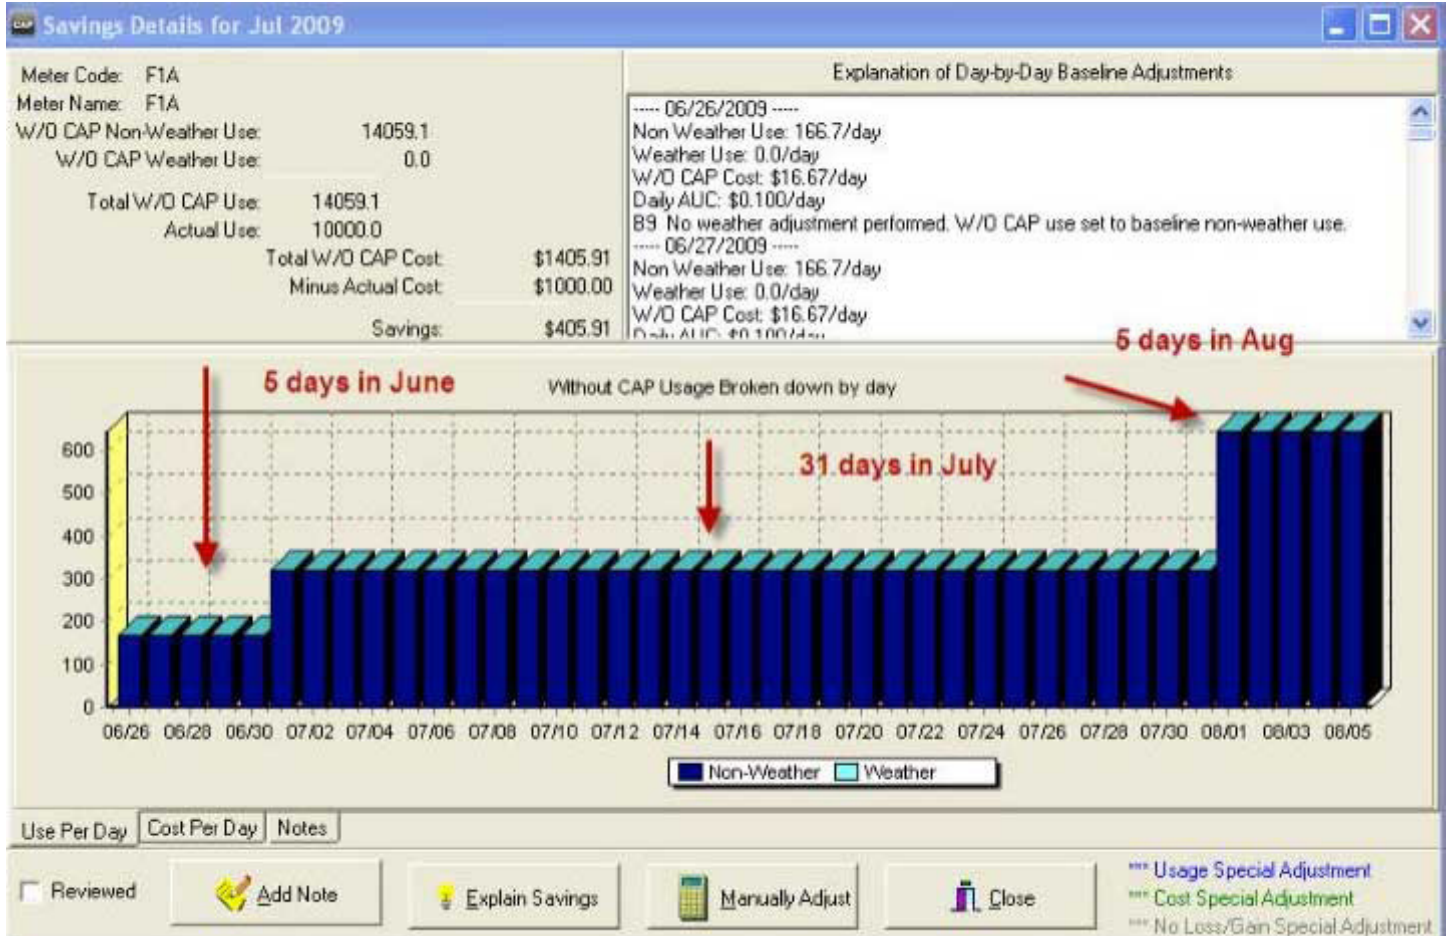 CAP Savings Details for Jul 2009
Meter Code: F1A
Meter Name: F1A
W/O CAP Non-Weather Use: 14059.1
W/O CAP Weather Use: 0.0
Total W/O CAP Use: 14059.1
Actual Use: 10000.0
Total W/O CAP Cost: $1405.91
Minus Actual Cost: $1000.00
Savings: $405.91
Explanation of Day-by-Day Baseline Adjustments
----- 06/26/2009 -----
Non Weather Use: 166.7/day
Weather Use: 0.0/day
W/O CAP Cost: $16.67/day
Daily AUC: $0.100/day
B9 No weather adjustment performed. W/O CAP use set to baseline non-weather use.
----- 06/27/2009 -----
Non Weather Use: 166.7/day
Weather Use: 0.0/day
W/O CAP Cost: $16.67/day
Daily AUC: $0.100/day
5 days in June
Without CAP Usage Broken down by day
5 days in Aug
31 days in July
600
500
400
300
200
100
0
06/26 06/28 06/30 07/02 07/04 07/06 07/08 07/10 07/12 07/14 07/16 07/18 07/20 07/22 07/24 07/26 07/28 07/30 08/01 08/03 08/05
Non-Weather Weather
Use Per Day Cost Per Day Notes
Reviewed Add Note Explain Savings Manually Adjust Close
*** Usage Special Adjustment
*** Cost Special Adjustment
*** No Loss/Gain Special Adjustment